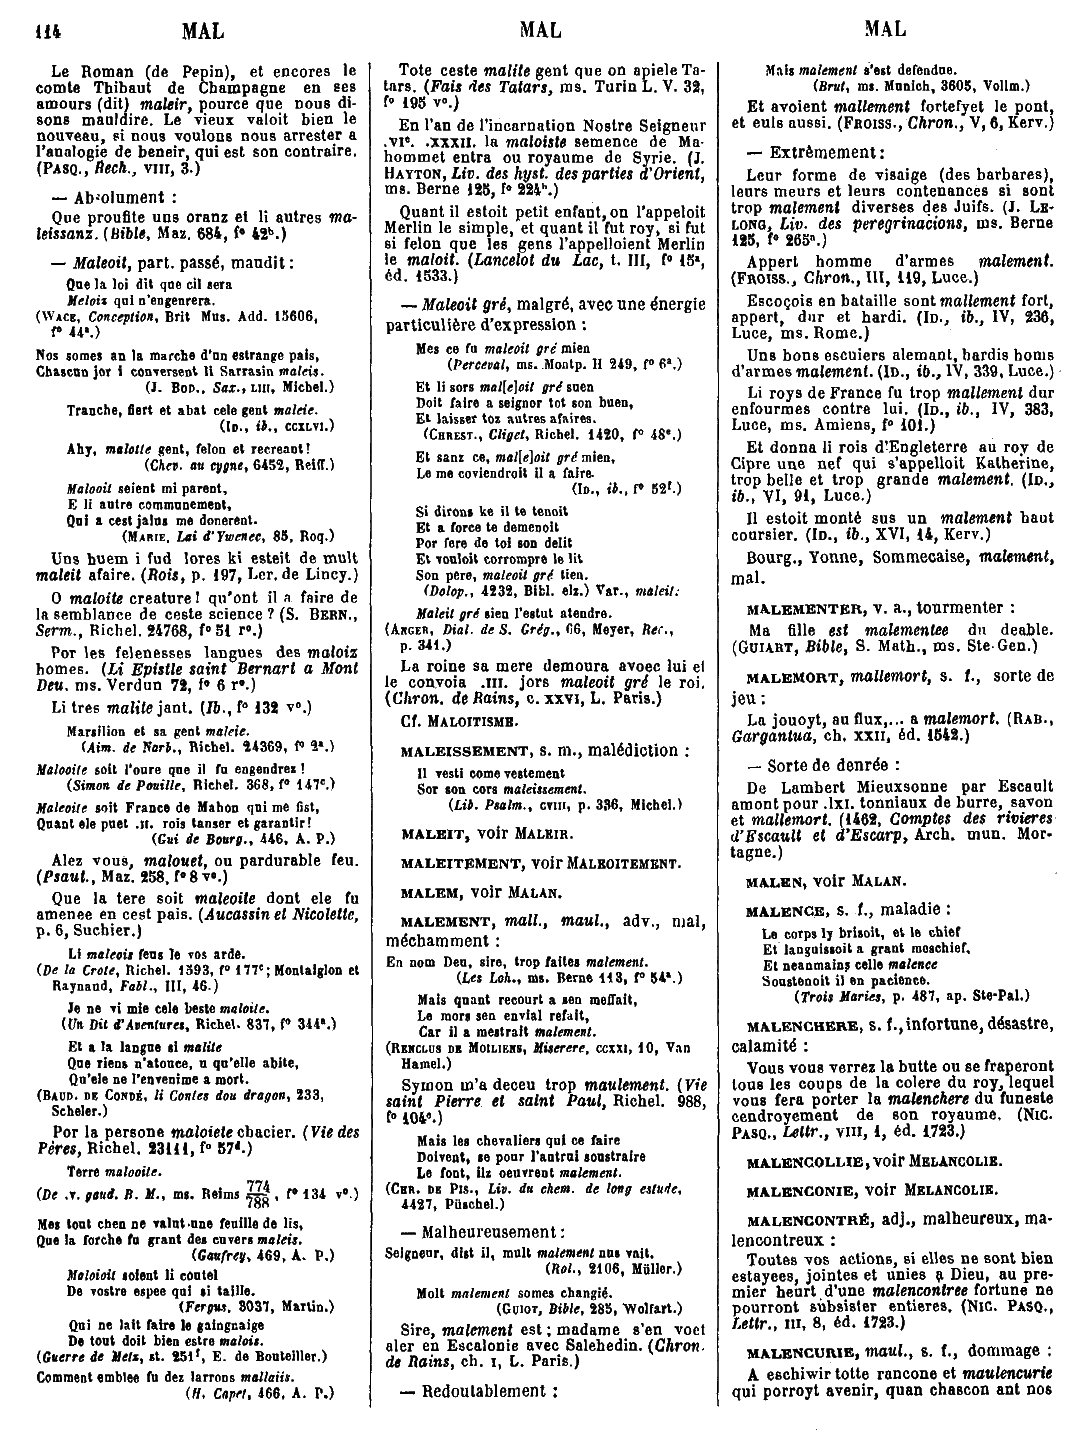 114 MAL MAL MAL
Le Roman (de Pepin), et encores le
comte Thibaut de Champagne en ses
amours (dit) maleir, pource que nous di-
sons mauldire. Le vieux valoit bien le
nouveau, si nous voulons nous arrester a
l'analogie de beneir, qui est son contraire.
(PASQ., Rech., VIII, 3.)
— Absolument :
Que proufite uns oranz et li autres ma-
leissanz. (Bible, Maz. 684, f° 42b.)
— Maleoit, part. passé, maudit :
Que la loi dit que cil sera
Meloiz qui n'engenrera.
(WACE, Conception, Brit Mus. Add. 15606,
f° 44a.)
Nos somes an la marche d'un estrange pais,
Chascun jor i conversent li Sarrasin maleis.
(J. BOD., Sax., LIII, Michel.)
Tranche, fiert et abat cele gent maleie.
(ID., ib., CCXLVI.)
Ahy, maloite gent, felon et recreant!
(Chev. au cygne, 6452, Reiff.)
Malooit seient mi parent,
E li autre communement,
Qui a cest jalus me donerent.
(MARIE, Lai d'Ywenec, 85, Roq.)
Uns huem i fud lores ki esteit de mult
maleit afaire. (Rois, p. 197, Ler. de Lincy.)
O maloite creature! qu'ont il a faire de
la semblance de ceste science? (S. BERN.,
Serm., Richel. 24768, f° 51 r°.)
Por les felenesses langues des maloiz
homes. (Li Epistle saint Bernart a Mont
Deu. ms. Verdun 72, f° 6 r°.)
Li tres malite jant. (Ib., f° 132 v°.)
Marsilion et sa gent maleie.
(Aim. de Narb., Richel. 24369, f° 2a.)
Malooite soit l'oure que il fu engendrez!
(Simon de Pouille, Richel. 368, f° 147c.)
Maleoite soit France de Mahon qui me fist,
Quant ele puet .II. rois tanser et garantir!
(Gui de Bourg., 446, A. P.)
Alez vous, malouet, ou pardurable feu.
(Psaut., Maz. 258, f° 8 v°.)
Que la tere soit maleoite dont ele fu
amenee en cest pais. (Aucassin et Nicolette,
p. 6, Suchier.)
Li maleois feus le vos arde.
(De la Crote, Richel. 1593, f° 177c; Montaiglon et
Raynaud, Fabl., III, 46.)
Je ne vi mie cele beste maloite.
(Un Dit d'Aventures, Richel. 837, f° 344a.)
Et a la langue si malite
Que riens n'atouce, u qu'elle abite,
Qu'ele ne l'envenime a mort.
(BAUD. DE CONDÉ, li Contes dou dragon, 233,
Scheler.)
Por la persone maloiete chacier. (Vie des
Pères, Richel. 23111, f° 57d.)
Terre malooite.
(De .v. gaud. B. M., ms. Reims 774/788, f° 134 v°.)
Mes tout chen ne valut une feuille de lis,
Que la forche fu grant des cuvers maleis.
(Gaufrey, 469, A. P.)
Maloioit soient li coutel
De vostre espee qui si taille.
(Fergus, 3037, Martin.)
Qui ne lait faire le gaingnaige
De tout doit bien estre malois.
(Guerre de Metz, st. 251f, E. de Bouteiller.)
Comment emblee fu dez larrons mallaiis.
(H. Capet, 166, A. P.)
Tote ceste malite gent que on apiele Ta-
tars. (Fais des Tatars, ms. Turin L. V. 32,
f° 195 v°.)
En l'an de l'incarnation Nostre Seigneur
.VIc. .XXXII. la maloiste semence de Ma-
hommet entra ou royaume de Syrie. (J.
HAYTON, Liv. des hyst. des parties d'Orient,
ms. Berne 125, f° 224b.)
Quant il estoit petit enfant, on l'appeloit
Merlin le simple, et quant il fut roy, si fut
si felon que les gens l'appelloient Merlin
le maloit. (Lancelot du Lac, t. III, f° 15a,
éd. 1533.)
— Maleoit gré, malgré, avec une énergie
particulière d'expression :
Mes ce fu maleoit gré mien
(Perceval, ms. Montp. H 249, f° 6a.)
Et li sors mal[e]oit gré suen
Doit faire a seignor tot son buen,
Et laisser toz autres afaires.
(CHREST., Cliget, Richel. 1420, f° 48e.)
Et sanz ce, mal[e]oit gré mien,
Le me coviendroit il a faire.
(ID., ib., f° 52f.)
Si dirons ke il te tenoit
Et a force te demenoit
Por fere de toi son delit
Et vouloit corrompre le lit
Son pere, maleoit gré tien.
(Dolop., 4232, Bibl. elz.) Var., maleit.
Maleit gré sien l'estut atendre.
(ANGER, Dial. de S. Grég., 66, Meyer, Rec.,
p. 341.)
La roine sa mere demoura avoec lui et
le convoia .III. jors maleoit gré le roi.
(Chron. de Rains, c. XXVI, L. Paris.)
Cf. MALOITISME.
MALEISSEMENT, s. m., malédiction :
Il vesti come vestement
Sor son cors maleissement.
(Lib. Psalm., CVIII, p. 336, Michel.)
MALEIT, voir MALEIR.
MALEITEMENT, voir MALEOITEMENT.
MALEM, voir MALAN.
MALEMENT, mall., maul., adv., mal,
méchamment :
En nom Deu, sire, trop faites malement.
(Les Loh., ms. Berne 113, f° 54a.)
Mais quant recourt a sen meffait,
Le mors sen envial refait,
Car il a mestrait malement.
(RENCLUS DE MOILIENS, Miserere, CCXXI, 10, Van
Hamel.)
Symon m'a deceu trop maulement. (Vie
saint Pierre et saint Paul, Richel. 988,
f° 104c.)
Mais les chevaliers qui ce faire
Doivent, se pour l'autrui soustraire
Le font, ilz oeuvrent malement.
(CHR. DE PIS., Liv. du chem. de long estude,
4427, Püschel.)
— Malheureusement :
Seigneur, dist il, mult malement nus vait.
(Rol., 2106, Müller.)
Molt malement somes changié.
(GUIOT, Bible, 285, Wolfart.)
Sire, malement est; madame s'en voet
aler en Escalonie avec Salehedin. (Chron.
de Rains, ch. I, L. Paris.)
— Redoutablement :
Mais malement s'est defendue.
(Brut, ms. Munich, 3605, Vollm.)
Et avoient mallement fortefyet le pont,
et euls aussi. (FROISS., Chron., V, 6, Kerv.)
— Extrêmement :
Leur forme de visaige (des barbares),
leurs meurs et leurs contenances si sont
trop malement diverses des Juifs. (J. LE-
LONG, Liv. des peregrinacions, ms. Berne
125, f° 265a.)
Appert homme d'armes malement.
(FROISS., Chron., III, 119, Luce.)
Escoçois en bataille sont mallement fort,
appert, dur et hardi. (ID., ib., IV, 236,
Luce, ms. Rome.)
Uns bons escuiers alemant, hardis homs
d'armes malement. (ID., ib., IV, 339, Luce.)
Li roys de France fu trop mallement dur
enfourmes contre lui. (ID., ib., IV, 383,
Luce, ms. Amiens, f° 101.)
Et donna li rois d'Engleterre au roy de
Cipre une nef qui s'appelloit Katherine,
trop belle et trop grande malement. (ID.,
ib., VI, 91, Luce.)
Il estoit monté sus un malement haut
coursier. (ID., ib., XVI, 14, Kerv.)
Bourg., Yonne, Sommecaise, malement,
mal.
MALEMENTER, v. a., tourmenter :
Ma fille est malementee du deable.
(GUIART, Bible, S. Math., ms. Ste-Gen.)
MALEMORT, mallemort, s. f., sorte de
jeu :
La jouoyt, au flux,... a malemort. (RAB.,
Gargantua, ch. XXII, éd. 1542.)
— Sorte de denrée :
De Lambert Mieuxsonne par Escault
amont pour .lxi. tonniaux de burre, savon
et mallemort. (1462, Comptes des rivieres
d'Escault et d'Escarp, Arch. mun. Mor-
tagne.)
MALEN, voir MALAN.
MALENCE, s. f., maladie :
Le corps ly brisoit, et le chief
Et languissoit a grant meschief,
Et neanmains celle malence
Soustenoit il en pacience.
(Trois Maries, p. 487, ap. Ste-Pal.)
MALENCHERE, s. f., infortune, désastre,
calamité :
Vous vous verrez la butte ou se fraperont
tous les coups de la colere du roy, lequel
vous fera porter la malenchere du funeste
cendroyement de son royaume. (NIC.
PASQ., Lettr., VIII, 1, éd. 1723.)
MALENCOLLIE, voir MELANCOLIE.
MALENCONIE, voir MELANCOLIE.
MALENCONTRÉ, adj., malheureux, ma-
lencontreux :
Toutes vos actions, si elles ne sont bien
estayees, jointes et unies a Dieu, au pre-
mier heurt d'une malencontree fortune ne
pourront subsister entieres. (NIC. PASQ.,
Lettr., III, 8, éd. 1723.)
MALENCURIE, maul., s. f., dommage :
A eschiwir totte rancone et maulencurie
qui porroyt avenir, quan chascon ant nos